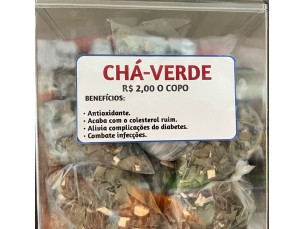 CHÁ-VERDE
R$ 2,00 O COPO
BENEFÍCIOS:
• Antioxidante.
• Acaba com o colesterol ruim.
• Alivia complicações do diabetes.
• Combate infecções.